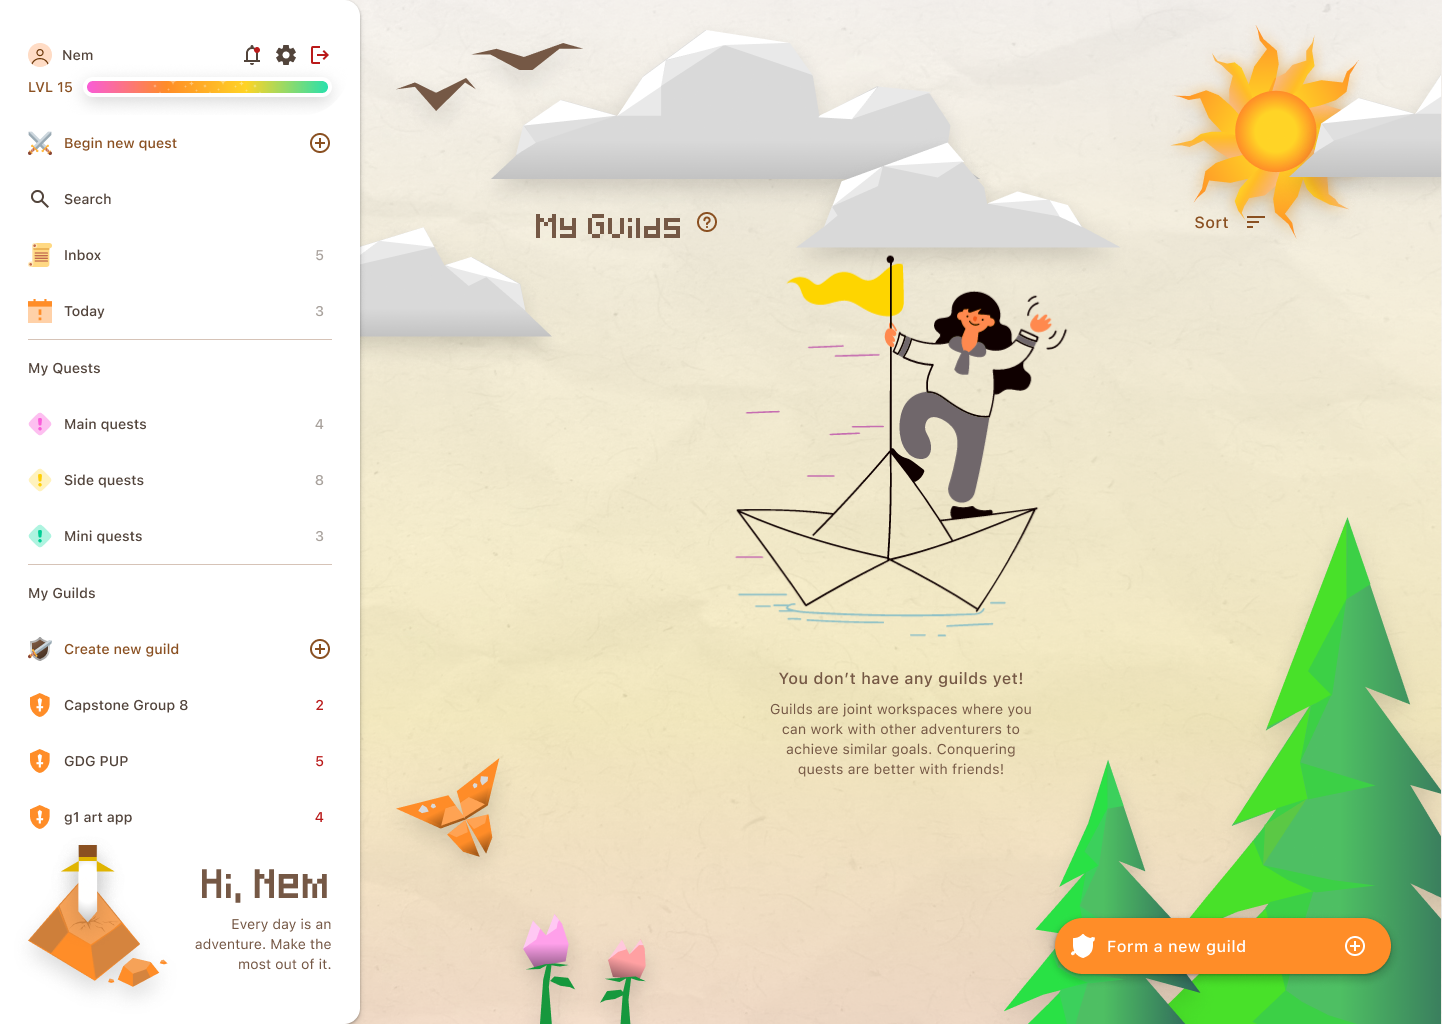 Nem
LVL 15
Begin new quest
Search
Inbox 5
Today 3
My Quests
Main quests 4
Side quests 8
Mini quests 3
My Guilds
Create new guild
Capstone Group 8 2
GDG PUP 5
g1 art app 4
Hi, Nem
Every day is an
adventure. Make the
most out of it.
My Guilds ?
Sort
You don’t have any guilds yet!
Guilds are joint workspaces where you
can work with other adventurers to
achieve similar goals. Conquering
quests are better with friends!
Form a new guild